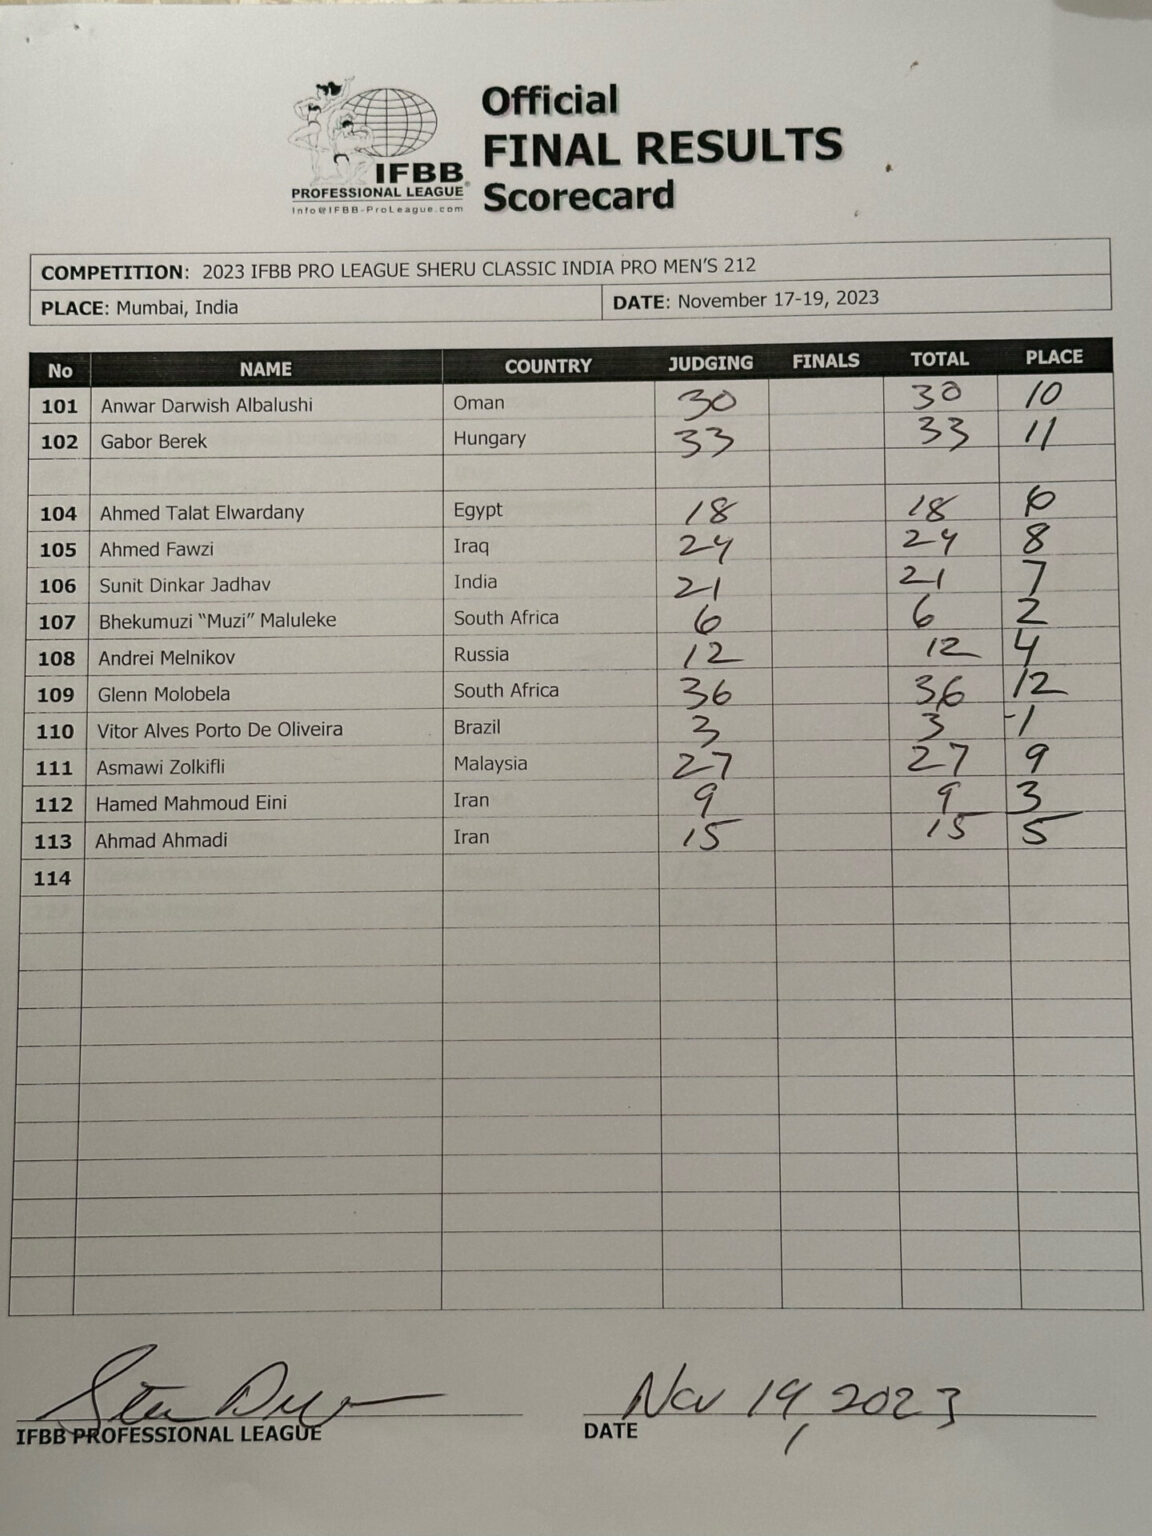 Official
FINAL RESULTS
Scorecard
IFBB
PROFESSIONAL LEAGUE®
Info@IFBB-ProLeague.com
COMPETITION: 2023 IFBB PRO LEAGUE SHERU CLASSIC INDIA PRO MEN'S 212
PLACE: Mumbai, India DATE: November 17-19, 2023
No NAME COUNTRY JUDGING FINALS TOTAL PLACE
101 Anwar Darwish Albalushi Oman 30 30 10
102 Gabor Berek Hungary 33 33 11
104 Ahmed Talat Elwardany Egypt 18 18 6
105 Ahmed Fawzi Iraq 24 24 8
106 Sunit Dinkar Jadhav India 21 21 7
107 Bhekumuzi “Muzi” Maluleke South Africa 6 6 2
108 Andrei Melnikov Russia 12 12 4
109 Glenn Molobela South Africa 36 36 12
110 Vitor Alves Porto De Oliveira Brazil 3 3 1
111 Asmawi Zolkifli Malaysia 27 27 9
112 Hamed Mahmoud Eini Iran 9 9 3
113 Ahmad Ahmadi Iran 15 15 5
114
Nov 19, 2023
IFBB PROFESSIONAL LEAGUE DATE